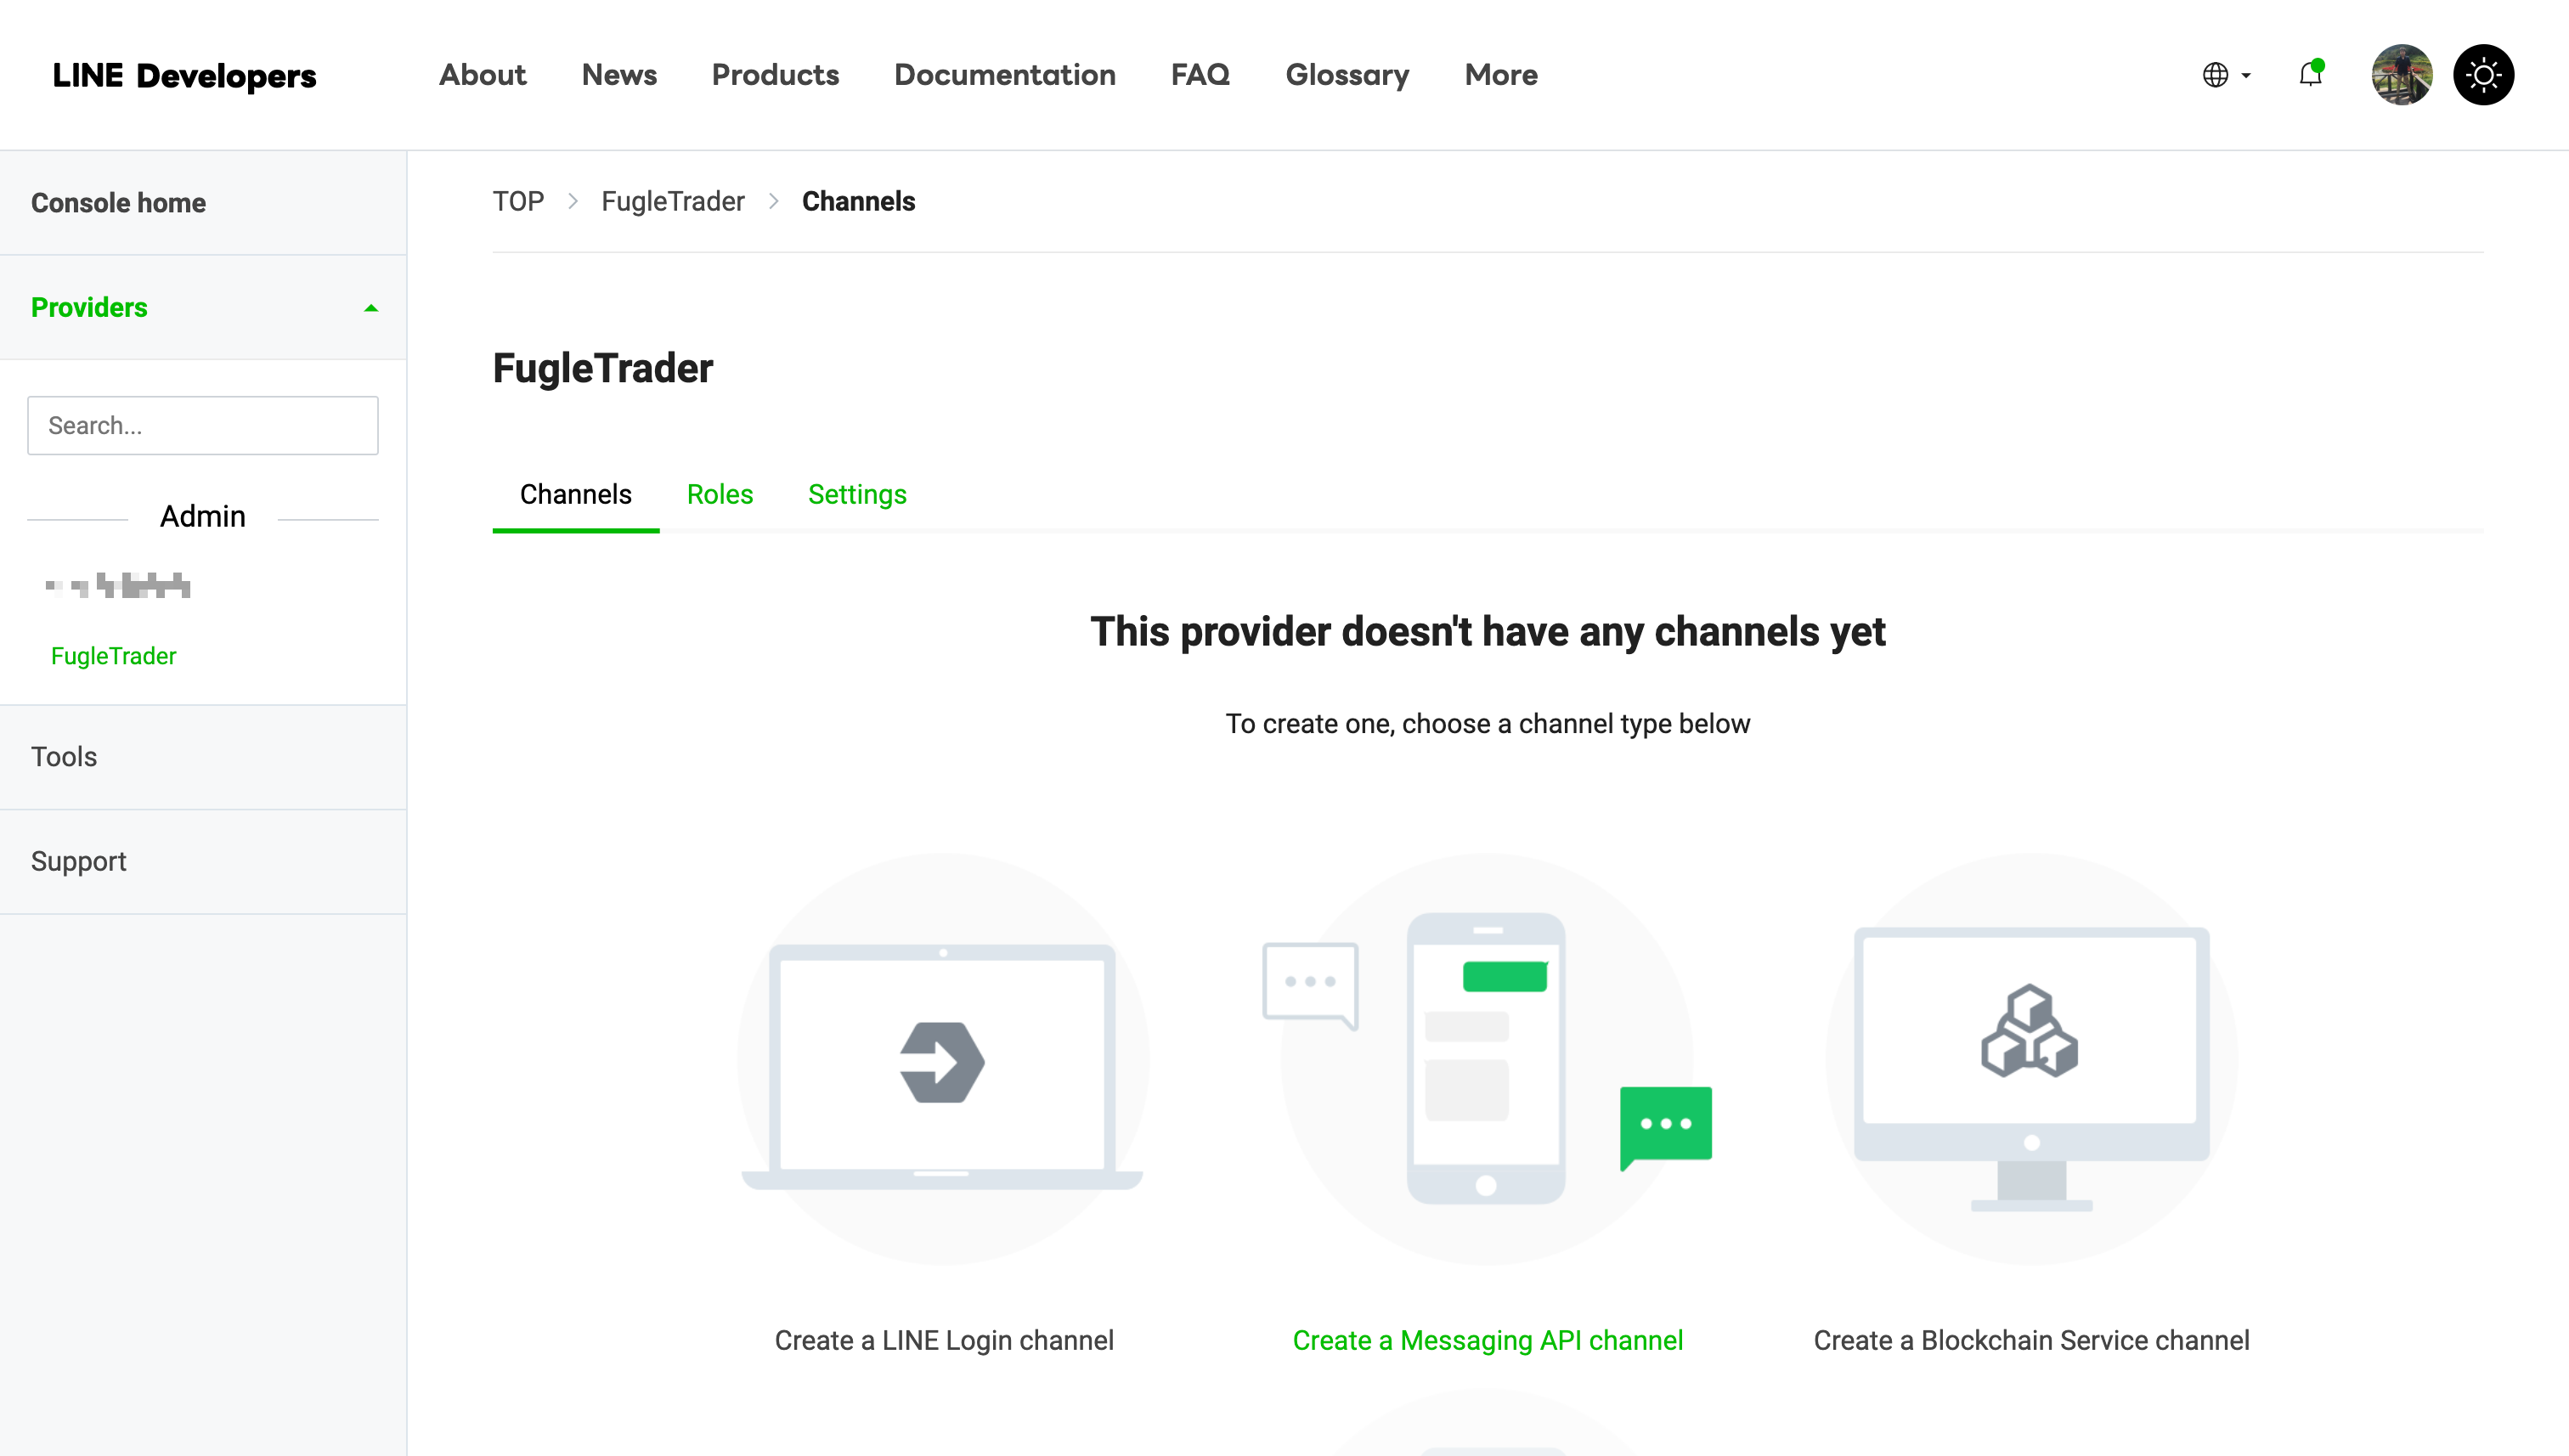 LINE Developers
About
News
Products
Documentation
FAQ
Glossary
More
Console home
Providers
Search...
Admin
FugleTrader
Tools
Support
TOP > FugleTrader > Channels
FugleTrader
Channels
Roles
Settings
This provider doesn't have any channels yet
To create one, choose a channel type below
Create a LINE Login channel
Create a Messaging API channel
Create a Blockchain Service channel